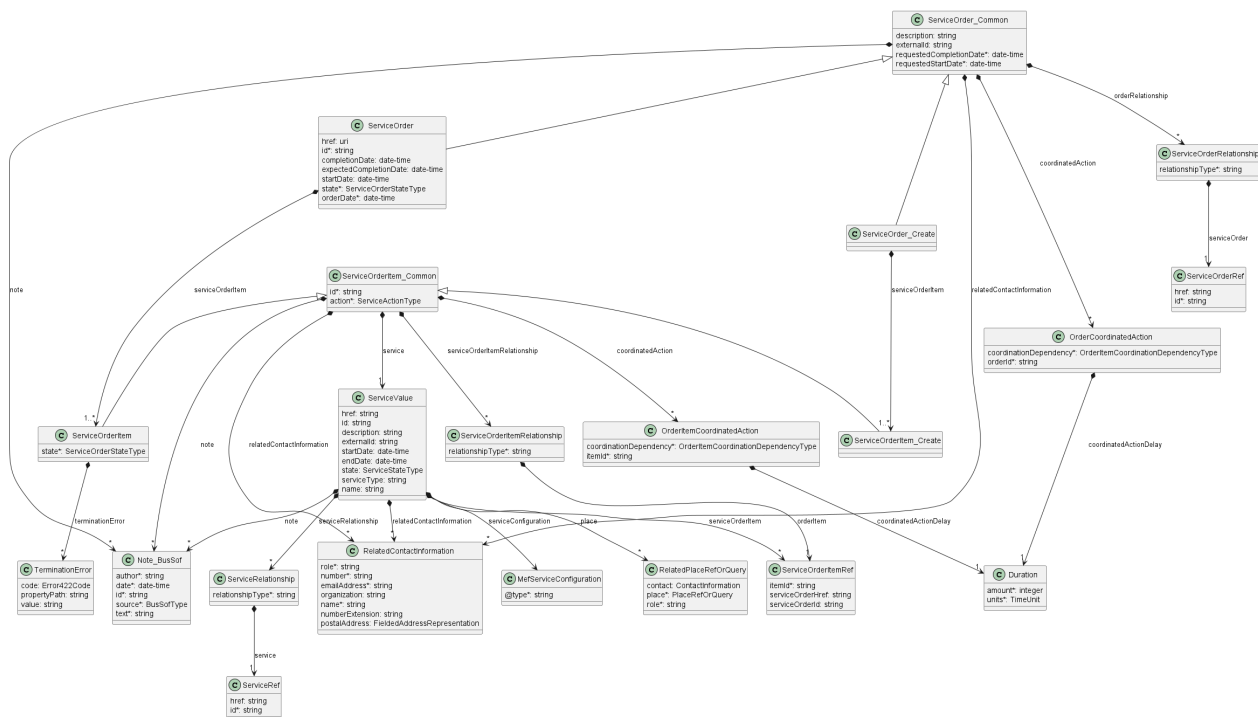 C ServiceOrder_Common
description: string
externalId: string
requestedCompletionDate*: date-time
requestedStartDate*: date-time
orderRelationship
C ServiceOrder
href: uri
id*: string
completionDate: date-time
expectedCompletionDate: date-time
startDate: date-time
state*: ServiceOrderStateType
orderDate*: date-time
*
C ServiceOrderRelationship
relationshipType*: string
coordinatedAction
C ServiceOrder_Create
serviceOrder
1
C ServiceOrderRef
href: string
id*: string
note
serviceOrderItem
C ServiceOrderItem_Common
id*: string
action*: ServiceActionType
serviceOrderItem
relatedContactInformation
*
C OrderCoordinatedAction
coordinationDependency*: OrderItemCoordinationDependencyType
orderId*: string
service
serviceOrderItemRelationship
coordinatedAction
1
1..*
*
*
1..*
C ServiceOrderItem
state*: ServiceOrderStateType
note
relatedContactInformation
C ServiceValue
href: string
id: string
description: string
externalId: string
startDate: date-time
endDate: date-time
state: ServiceStateType
serviceType: string
name: string
C ServiceOrderItemRelationship
relationshipType*: string
C OrderItemCoordinatedAction
coordinationDependency*: OrderItemCoordinationDependencyType
itemId*: string
C ServiceOrderItem_Create
coordinatedActionDelay
terminationError
note
serviceRelationship
relatedContactInformation
serviceConfiguration
place
serviceOrderItem
orderItem
coordinatedActionDelay
*
*
*
*
*
*
*
*
*
*
1
1
1
C TerminationError
code: Error422Code
propertyPath: string
value: string
C Note_BusSof
author*: string
date*: date-time
id*: string
source*: BusSofType
text*: string
C ServiceRelationship
relationshipType*: string
C RelatedContactInformation
role*: string
number*: string
emailAddress*: string
organization: string
name*: string
numberExtension: string
postalAddress: FieldedAddressRepresentation
C MefServiceConfiguration
@type*: string
C RelatedPlaceRefOrQuery
contact: ContactInformation
place*: PlaceRefOrQuery
role*: string
C ServiceOrderItemRef
itemId*: string
serviceOrderHref: string
serviceOrderId: string
C Duration
amount*: integer
units*: TimeUnit
service
1
C ServiceRef
href: string
id*: string